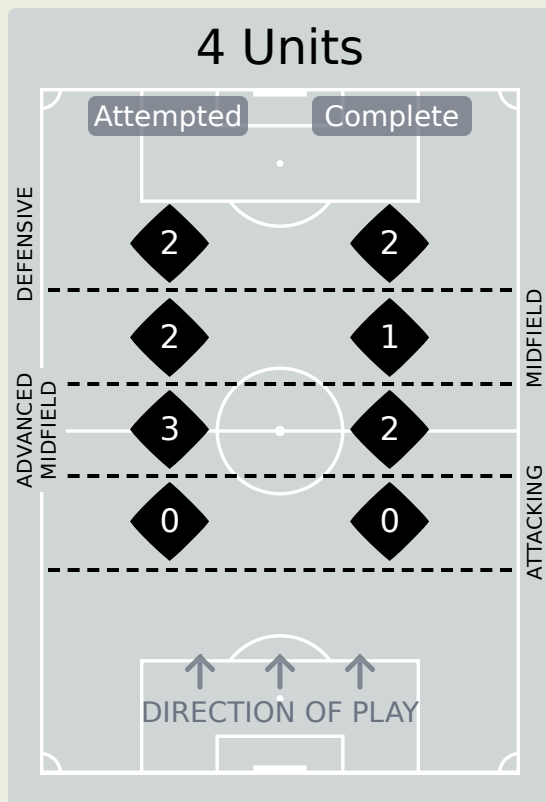 4 Units
Attempted
Complete
DEFENSIVE
2
2
MIDFIELD
2
1
ADVANCED
MIDFIELD
3
2
ATTACKING
0
0
DIRECTION OF PLAY